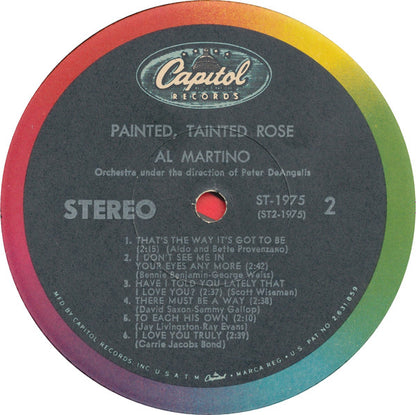 Capitol
RECORDS
PAINTED, TAINTED ROSE
AL MARTINO
Orchestra under the direction of Peter DeAngelis
STEREO
ST-1975
(ST2-1975)
2
1. THAT'S THE WAY IT'S GOT TO BE
(2:15) (Aldo and Bette Provenzano)
2. I DON'T SEE ME IN
YOUR EYES ANY MORE (2:42)
(Bennie Benjamin-George Weiss)
3. HAVE I TOLD YOU LATELY THAT
I LOVE YOU? (2:37) (Scott Wiseman)
4. THERE MUST BE A WAY (2:38)
(David Saxon-Sammy Gallop)
5. TO EACH HIS OWN (2:10)
(Jay Livingston-Ray Evans)
6. I LOVE YOU TRULY (2:39)
(Carrie Jacobs Bond)
MFD. BY CAPITOL RECORDS, INC. U.S.A. T.M. Capitol MARCA REG. • U.S. PAT. NO. 2,631,859